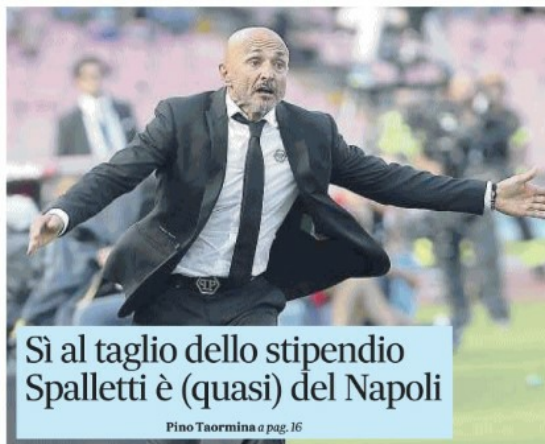 Sì al taglio dello stipendio
Spalletti è (quasi) del Napoli
Pino Taormina a pag. 16